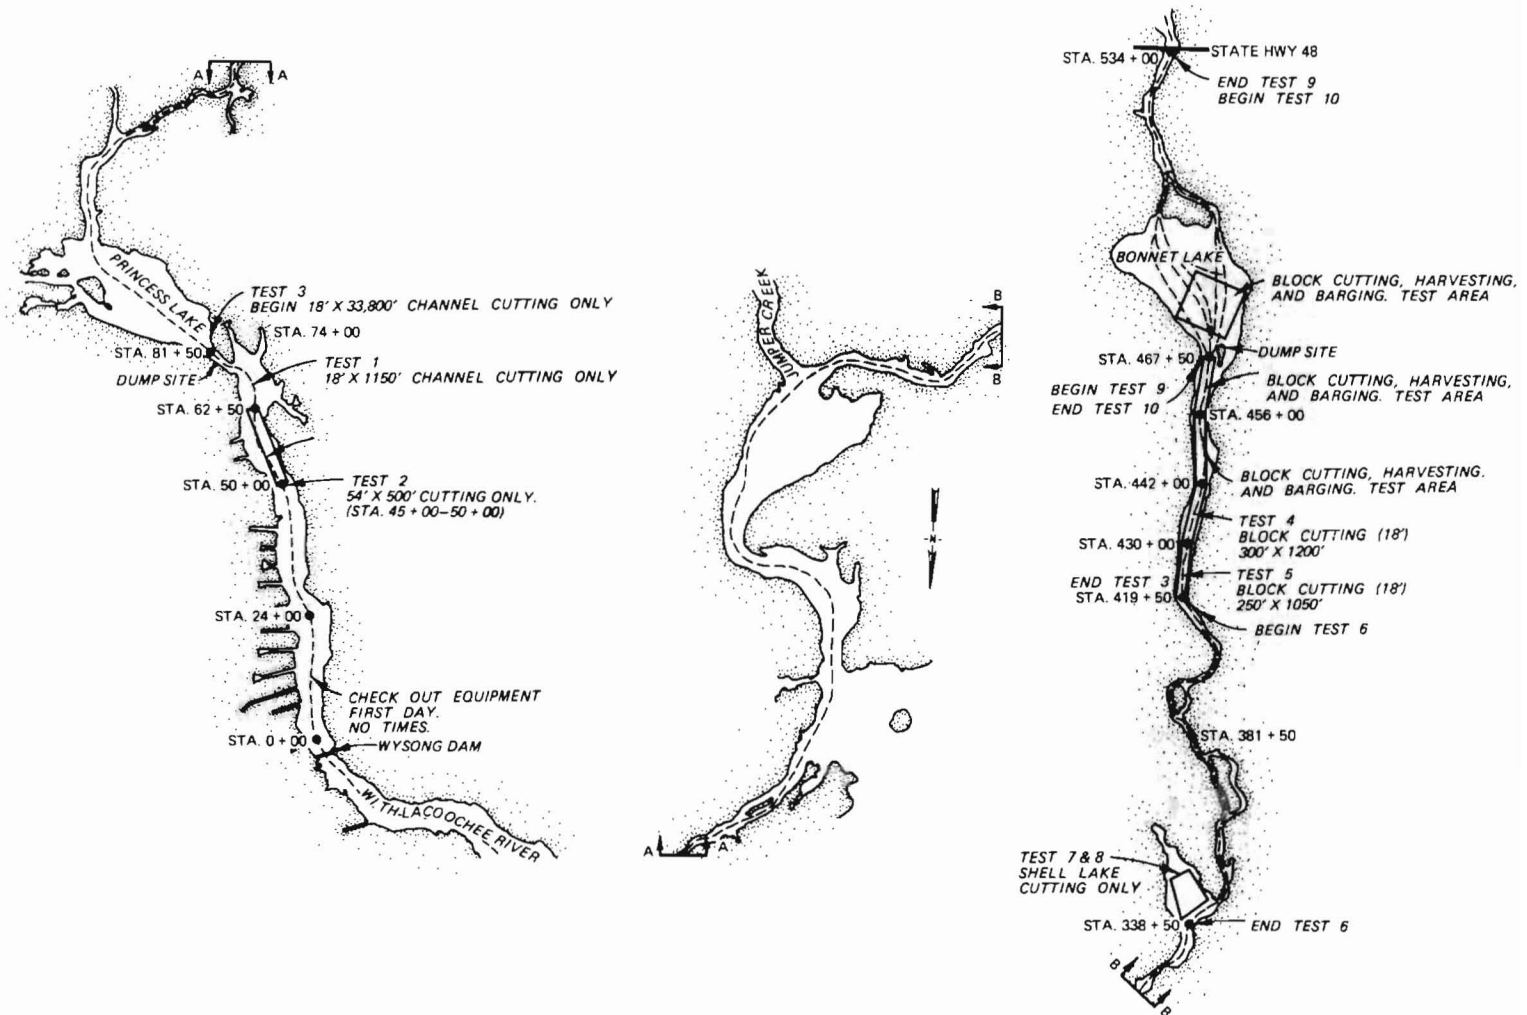 A A
PRINCESS LAKE
TEST 3
BEGIN 18' X 33,800' CHANNEL CUTTING ONLY
STA. 74 + 00
STA. 81 + 50
DUMP SITE
TEST 1
18' X 1150' CHANNEL CUTTING ONLY
STA. 62 + 50
STA. 50 + 00
TEST 2
54' X 500' CUTTING ONLY.
(STA. 45 + 00-50 + 00)
STA. 24 + 00
CHECK OUT EQUIPMENT
FIRST DAY.
NO TIMES.
STA. 0 + 00
WYSONG DAM
WITHLACOOCHEE RIVER
JUMPER CREEK
B
B
N
A A
STATE HWY 48
STA. 534 + 00
END TEST 9
BEGIN TEST 10
BONNET LAKE
BLOCK CUTTING, HARVESTING,
AND BARGING. TEST AREA
STA. 467 + 50
DUMP SITE
BEGIN TEST 9
END TEST 10
BLOCK CUTTING, HARVESTING,
AND BARGING. TEST AREA
STA. 456 + 00
BLOCK CUTTING, HARVESTING.
AND BARGING. TEST AREA
STA. 442 + 00
TEST 4
BLOCK CUTTING (18')
300' X 1200'
STA. 430 + 00
END TEST 3
STA. 419 + 50
TEST 5
BLOCK CUTTING (18')
250' X 1050'
BEGIN TEST 6
STA. 381 + 50
TEST 7 & 8
SHELL LAKE
CUTTING ONLY
STA. 338 + 50
END TEST 6
B
B